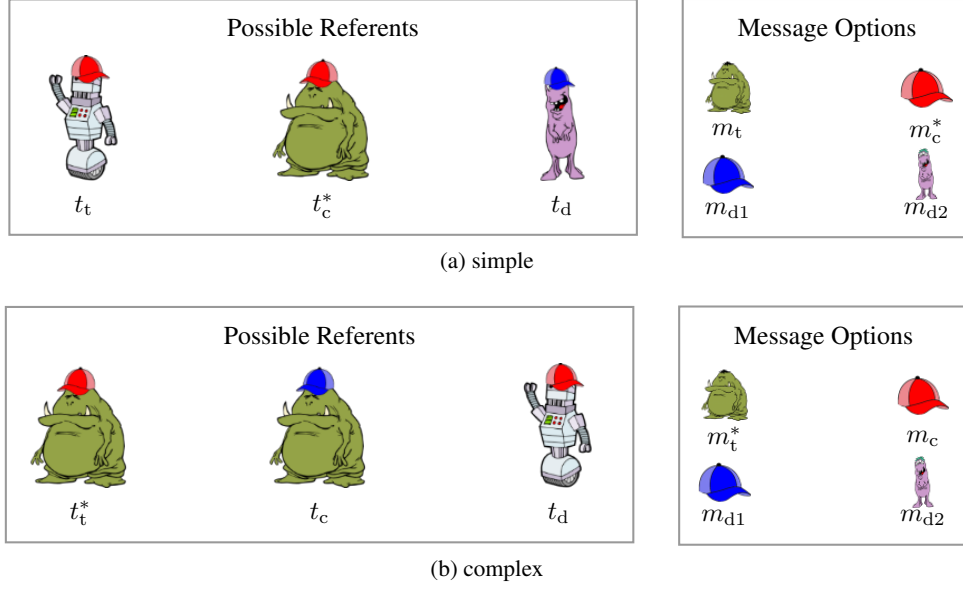 Possible Referents
Message Options
t_t
t_c^*
t_d
m_t
m_c^*
m_d1
m_d2
(a) simple
Possible Referents
Message Options
t_t^*
t_c
t_d
m_t^*
m_c
m_d1
m_d2
(b) complex